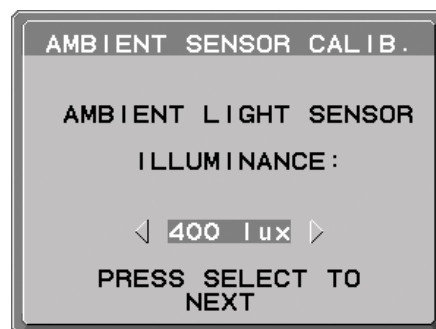 AMBIENT SENSOR CALIB.
AMBIENT LIGHT SENSOR
ILLUMINANCE:
400 lux
PRESS SELECT TO
NEXT